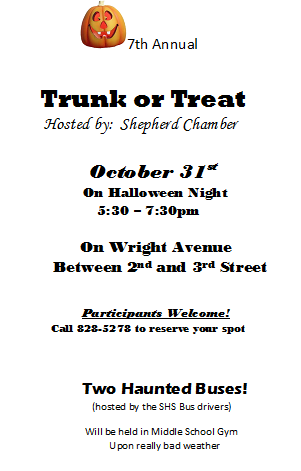 7th Annual
Trunk or Treat
Hosted by: Shepherd Chamber
October 31st
On Halloween Night
5:30 – 7:30pm
On Wright Avenue
Between 2nd and 3rd Street
Participants Welcome!
Call 828-5278 to reserve your spot
Two Haunted Buses!
(hosted by the SHS Bus drivers)
Will be held in Middle School Gym
Upon really bad weather